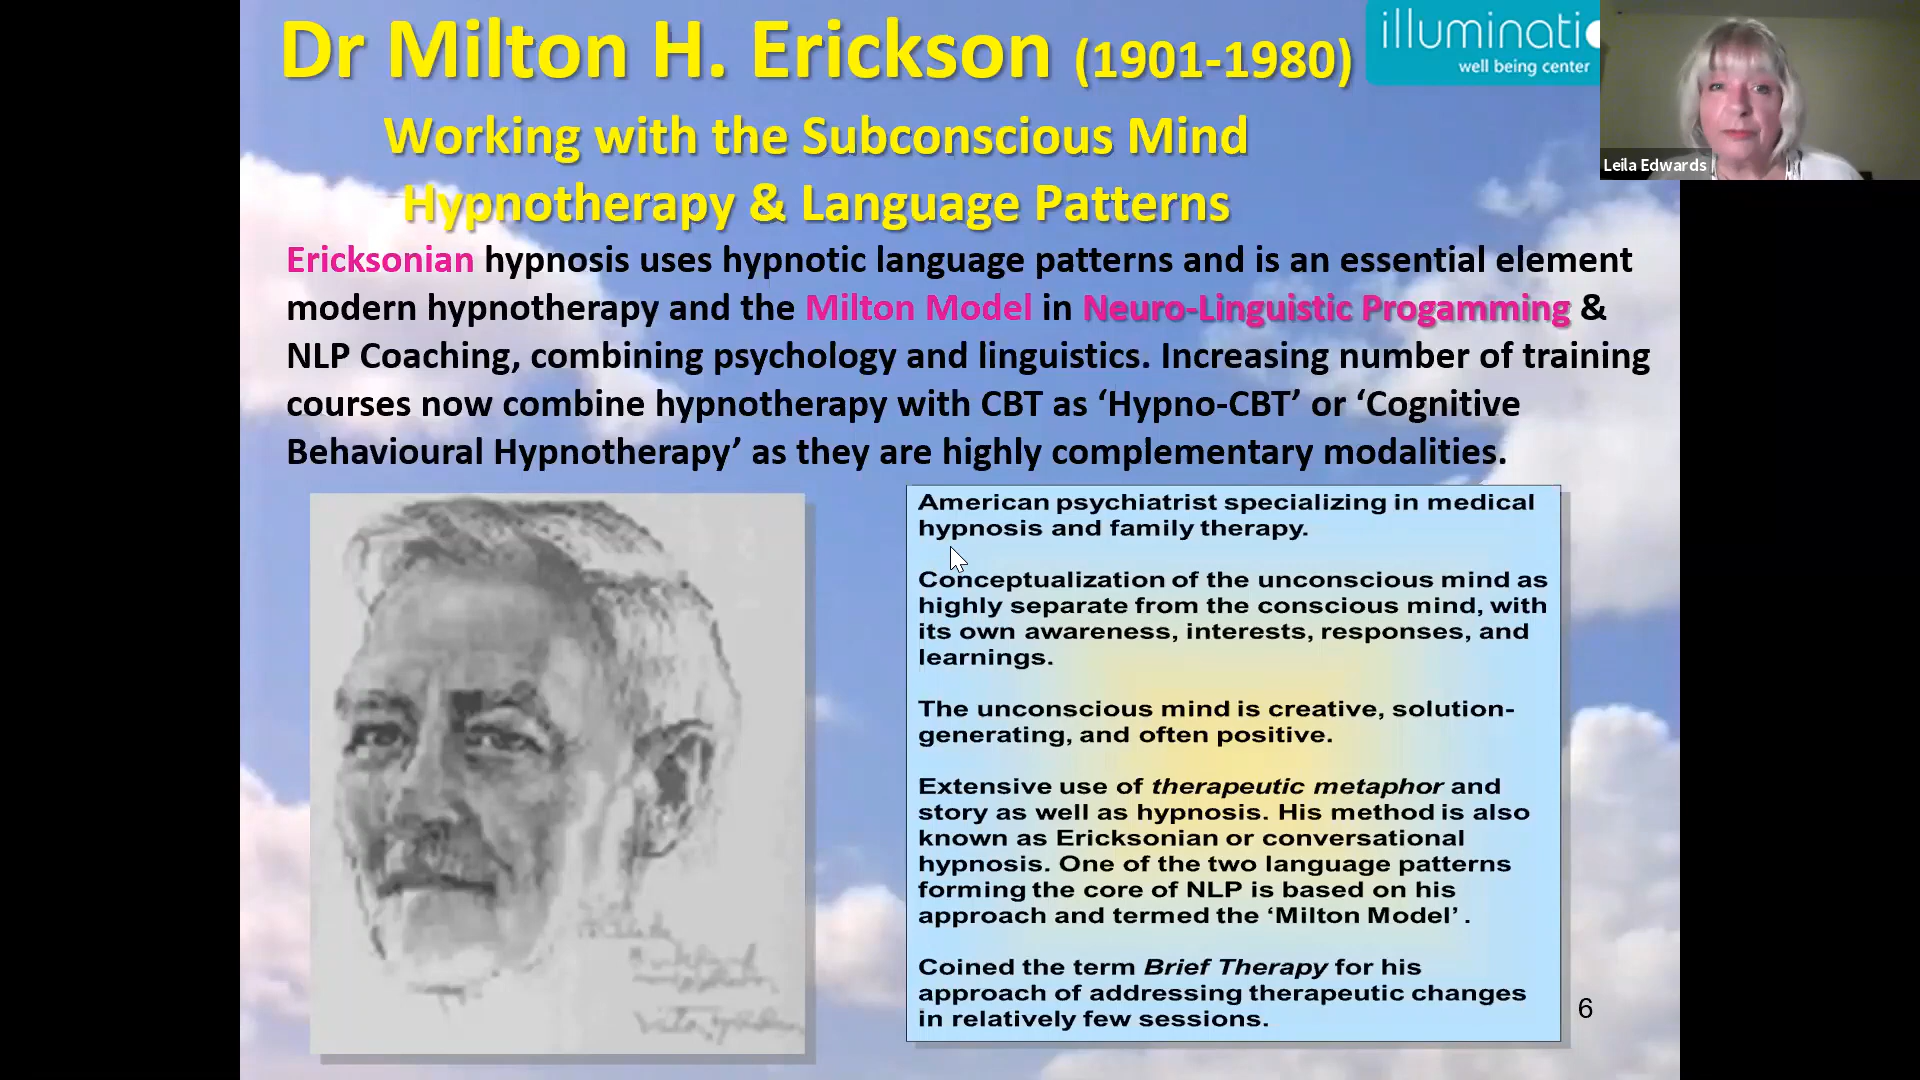 Dr Milton H. Erickson (1901-1980)
illuminati
well being center
Leila Edwards
Working with the Subconscious Mind
Hypnotherapy & Language Patterns
Ericksonian hypnosis uses hypnotic language patterns and is an essential element
modern hypnotherapy and the Milton Model in Neuro-Linguistic Progamming &
NLP Coaching, combining psychology and linguistics. Increasing number of training
courses now combine hypnotherapy with CBT as ‘Hypno-CBT’ or ‘Cognitive
Behavioural Hypnotherapy’ as they are highly complementary modalities.
American psychiatrist specializing in medical
hypnosis and family therapy.
Conceptualization of the unconscious mind as
highly separate from the conscious mind, with
its own awareness, interests, responses, and
learnings.
The unconscious mind is creative, solution-
generating, and often positive.
Extensive use of therapeutic metaphor and
story as well as hypnosis. His method is also
known as Ericksonian or conversational
hypnosis. One of the two language patterns
forming the core of NLP is based on his
approach and termed the ‘Milton Model’ .
Coined the term Brief Therapy for his
approach of addressing therapeutic changes
in relatively few sessions.
6